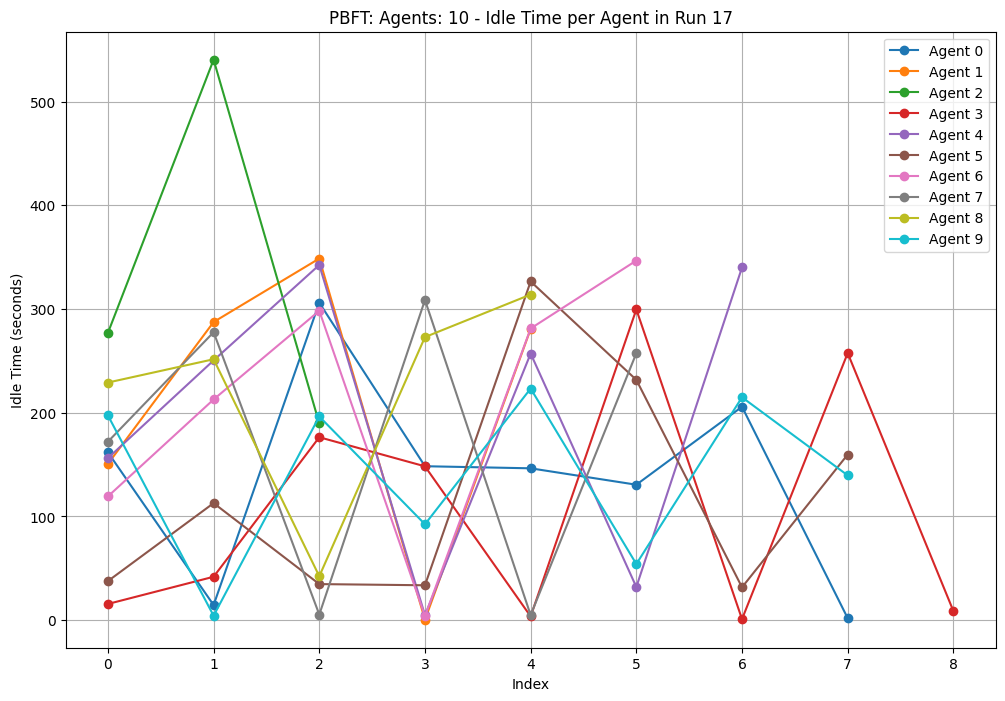 PBFT: Agents: 10 - Idle Time per Agent in Run 17
Idle Time (seconds)
500
400
300
200
100
0
0 1 2 3 4 5 6 7 8
Index
Agent 0
Agent 1
Agent 2
Agent 3
Agent 4
Agent 5
Agent 6
Agent 7
Agent 8
Agent 9